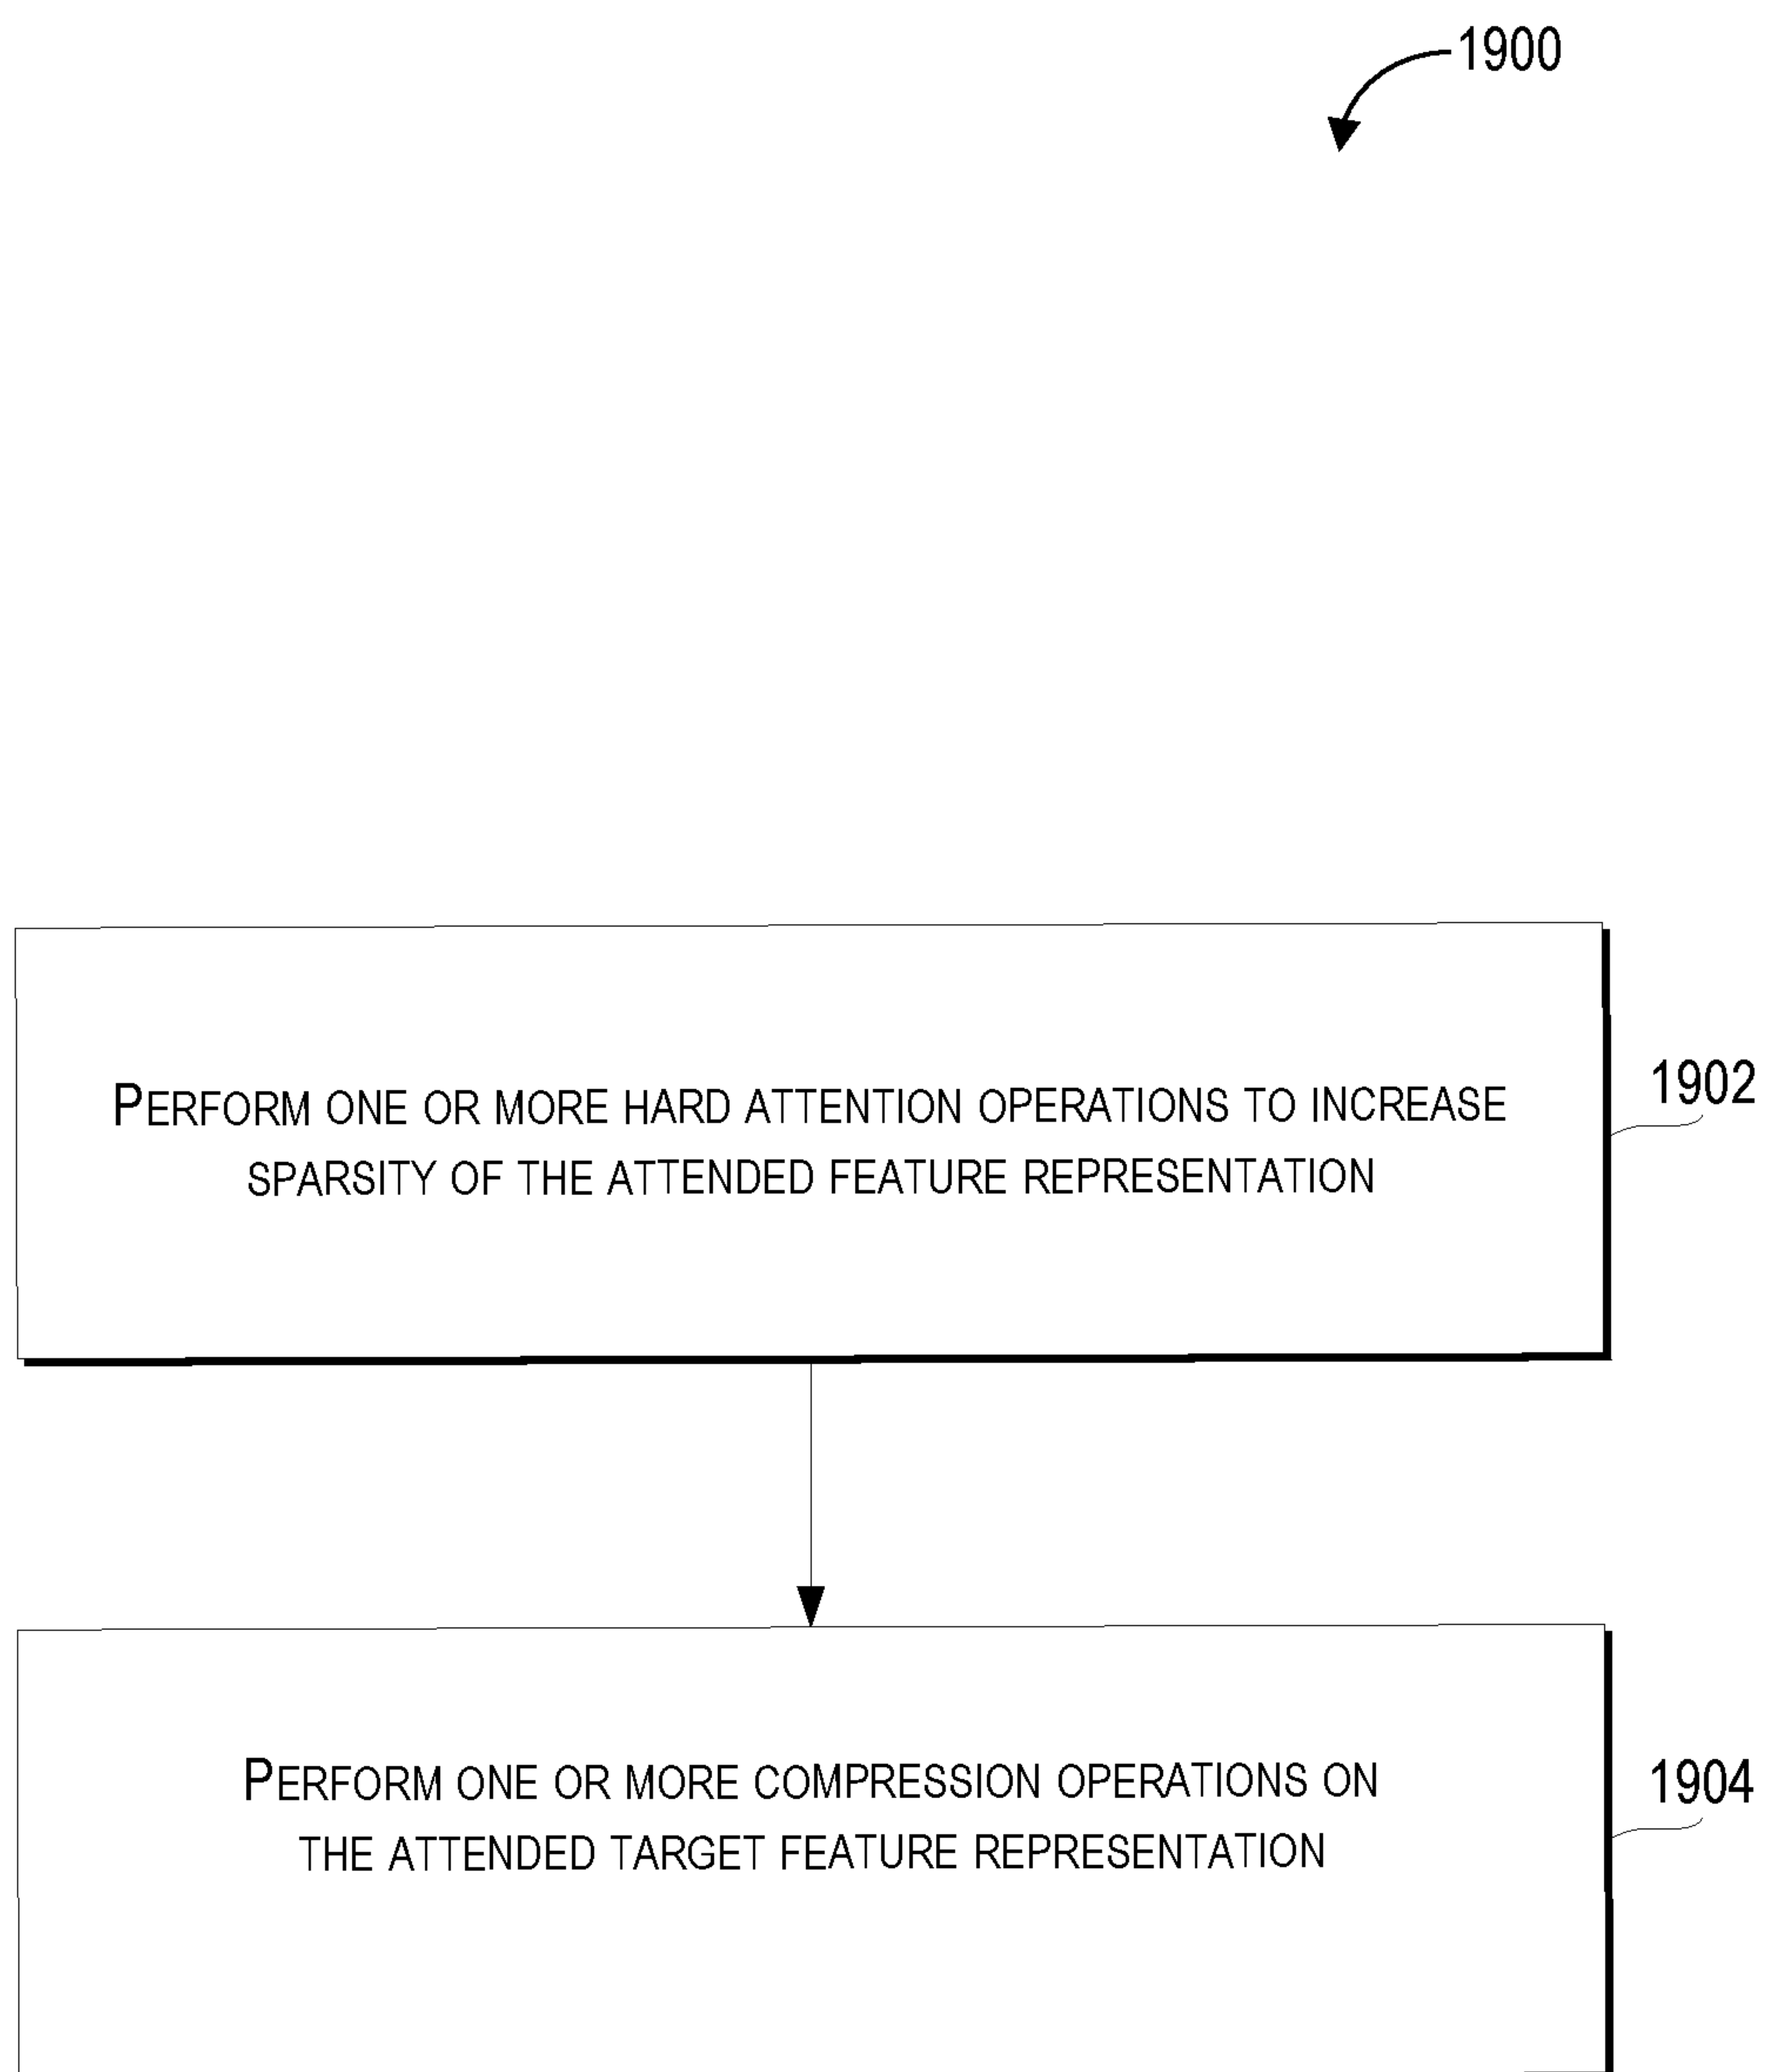 1900
PERFORM ONE OR MORE HARD ATTENTION OPERATIONS TO INCREASE
SPARSITY OF THE ATTENDED FEATURE REPRESENTATION
1902
PERFORM ONE OR MORE COMPRESSION OPERATIONS ON
THE ATTENDED TARGET FEATURE REPRESENTATION
1904